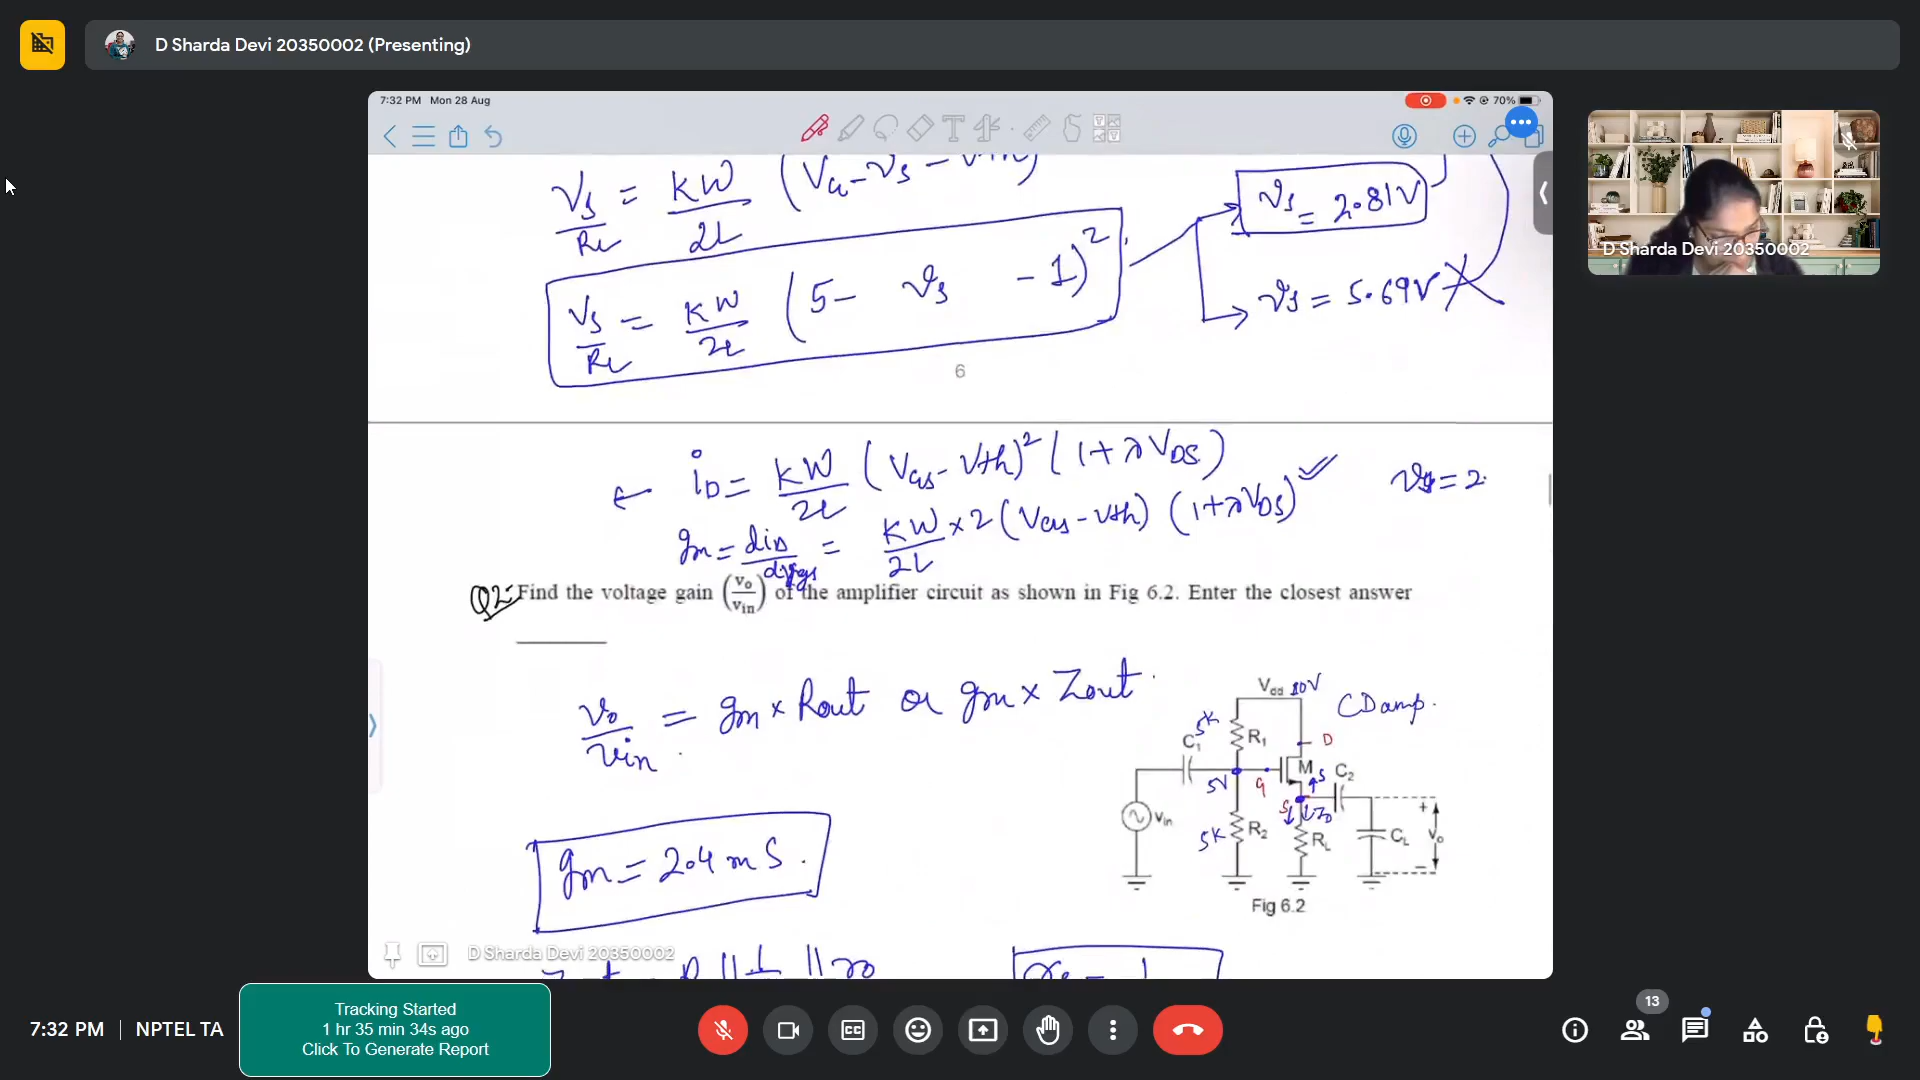 D Sharda Devi 20350002 (Presenting)
7:32 PM Mon 28 Aug
70%
Vs/RL = KW/2L (VG - Vs - Vth)
Vs = 2.81V
Vs/RL = KW/2L (5 - Vs - 1)²
Vs = 5.69V
6
iD = KW/2L (VGS - Vth)² (1 + λVDS)
Vs = 2.
gm = diD/dVgs = KW/2L × 2 (VGS - Vth) (1 + λVDS)
Q2: Find the voltage gain (vo/vin) of the amplifier circuit as shown in Fig 6.2. Enter the closest answer
vo/vin = gm × Rout or gm × Zout.
Vdd 10V
CD amp.
5K
C1
R1
D
M
C2
S
5V
G
S
Zo
Vin
5K
R2
RL
CL
+
Vo
−
Fig 6.2
gm = 2.4 mS.
D Sharda Devi 20350002
D Sharda Devi 20350002
7:32 PM | NPTEL TA
Tracking Started
1 hr 35 min 34s ago
Click To Generate Report
CC
13